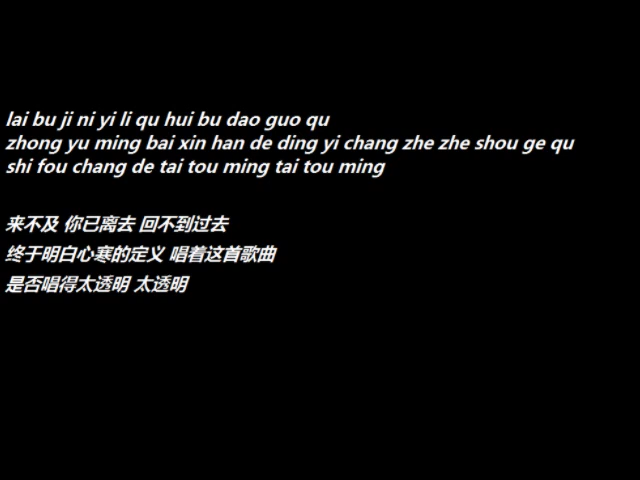 lai bu ji ni yi li qu hui bu dao guo qu
zhong yu ming bai xin han de ding yi chang zhe zhe shou ge qu
shi fou chang de tai tou ming tai tou ming
来不及 你已离去 回不到过去
终于明白心寒的定义 唱着这首歌曲
是否唱得太透明 太透明